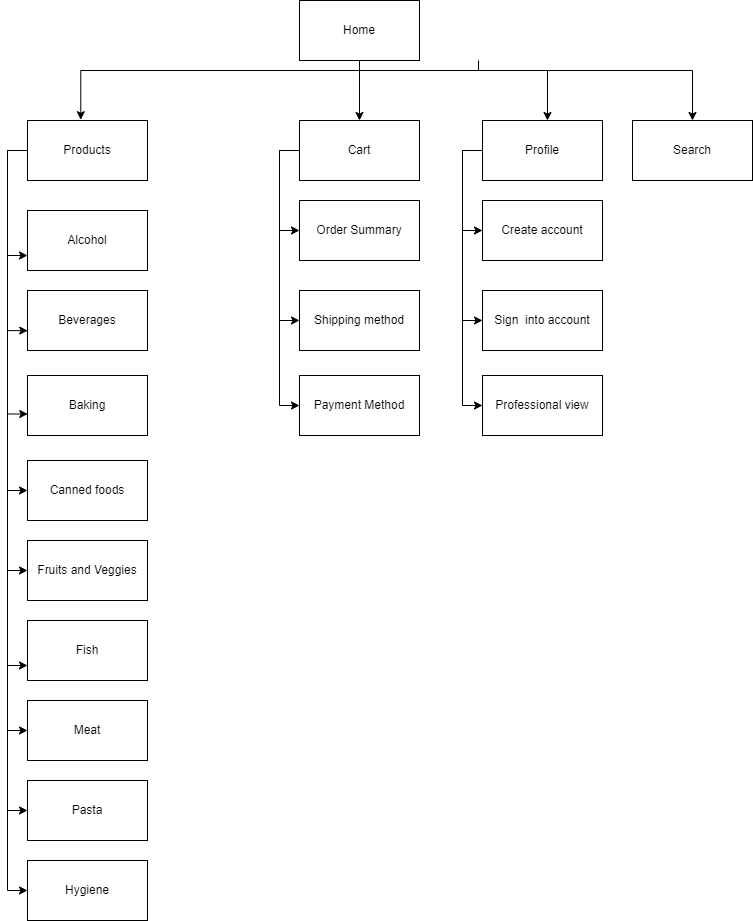 Home
Products
Cart
Profile
Search
Alcohol
Order Summary
Create account
Beverages
Shipping method
Sign  into account
Baking
Payment Method
Professional view
Canned foods
Fruits and Veggies
Fish
Meat
Pasta
Hygiene